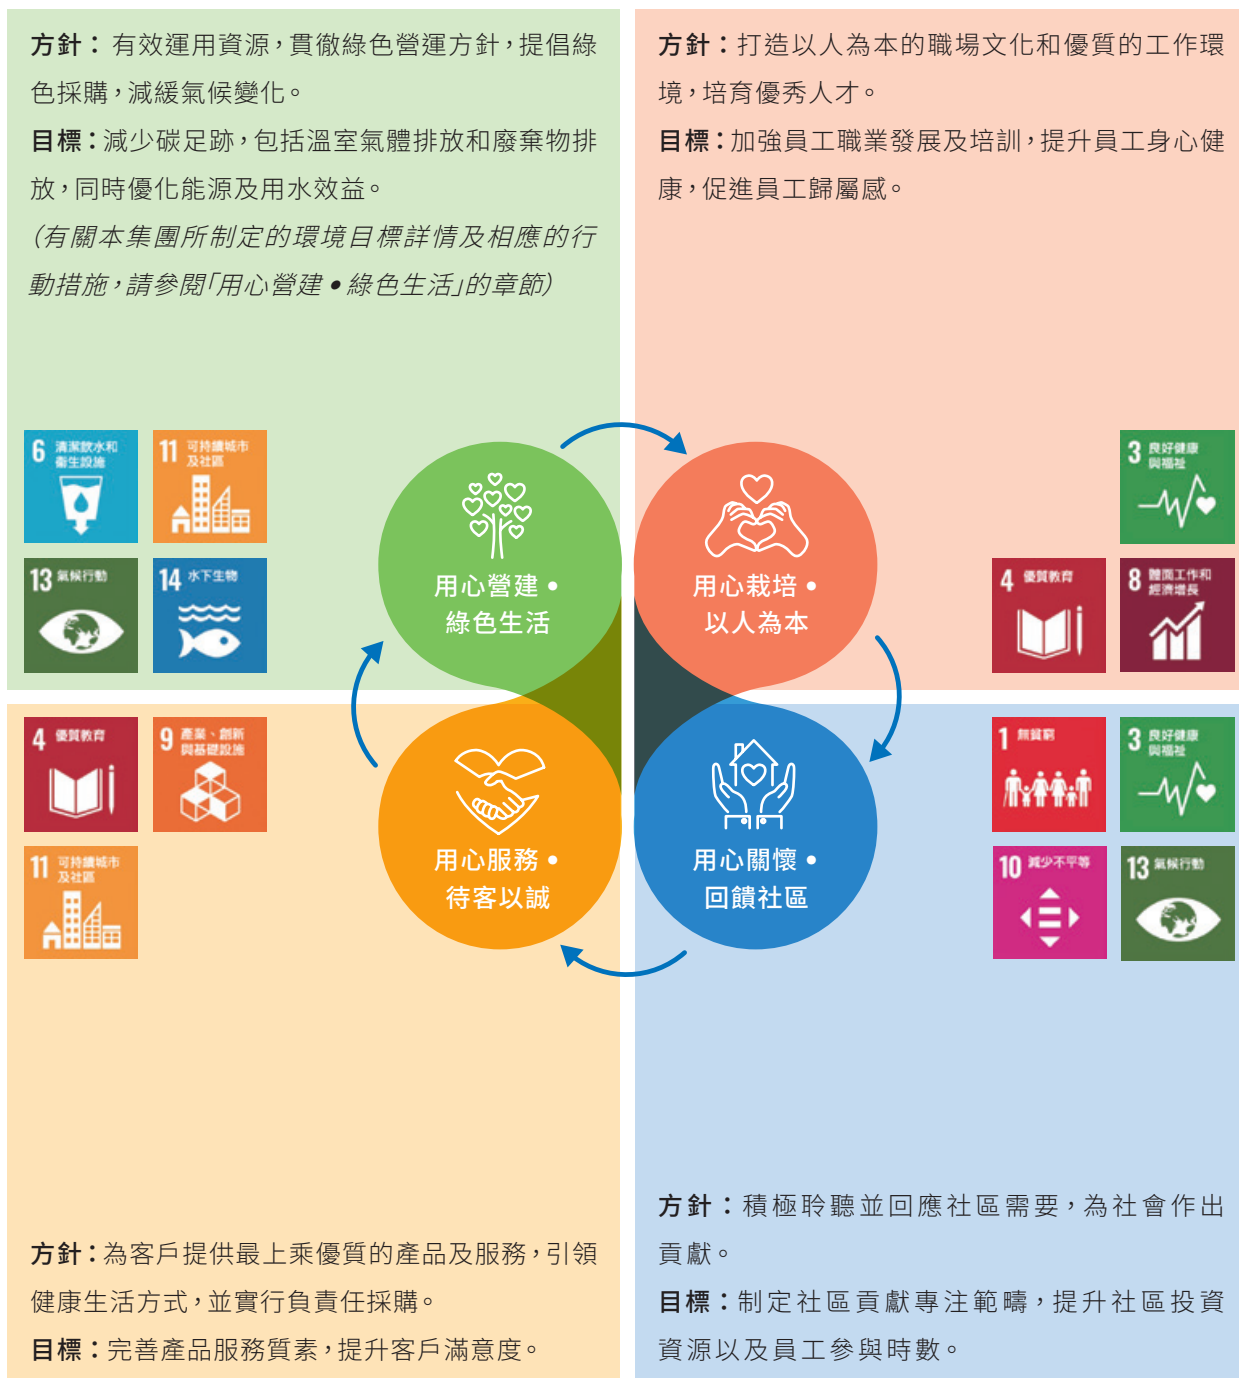 方針：有效運用資源，貫徹綠色營運方針，提倡綠
色採購，減緩氣候變化。
目標：減少碳足跡，包括溫室氣體排放和廢棄物排
放，同時優化能源及用水效益。
（有關本集團所制定的環境目標詳情及相應的行
動措施，請參閱「用心營建•綠色生活」的章節）
方針：打造以人為本的職場文化和優質的工作環
境，培育優秀人才。
目標：加強員工職業發展及培訓，提升員工身心健
康，促進員工歸屬感。
6 清潔飲水和
衞生設施
11 可持續城市
及社區
13 氣候行動
14 水下生物
用心營建•
綠色生活
用心栽培•
以人為本
3 良好健康
與福祉
4 優質教育
8 體面工作和
經濟增長
4 優質教育
9 產業、創新
與基礎設施
11 可持續城市
及社區
用心服務•
待客以誠
用心關懷•
回饋社區
1 無貧窮
3 良好健康
與福祉
10 減少不平等
13 氣候行動
方針：為客戶提供最上乘優質的產品及服務，引領
健康生活方式，並實行負責任採購。
目標：完善產品服務質素，提升客戶滿意度。
方針：積極聆聽並回應社區需要，為社會作出
貢獻。
目標：制定社區貢獻專注範疇，提升社區投資
資源以及員工參與時數。